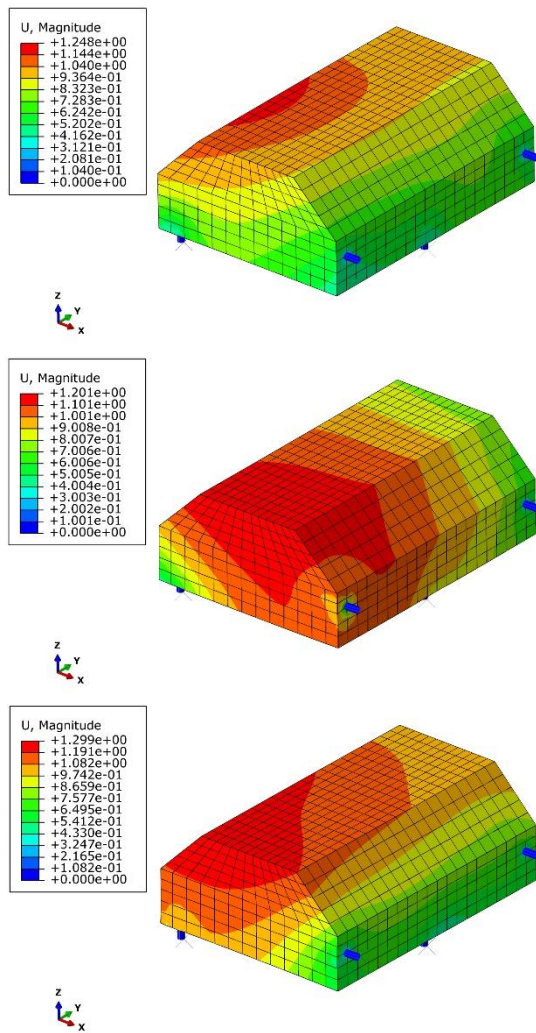 U, Magnitude
+1.248e+00
+1.144e+00
+1.040e+00
+9.364e-01
+8.323e-01
+7.283e-01
+6.242e-01
+5.202e-01
+4.162e-01
+3.121e-01
+2.081e-01
+1.040e-01
+0.000e+00
Z
Y
X
U, Magnitude
+1.201e+00
+1.101e+00
+1.001e+00
+9.008e-01
+8.007e-01
+7.006e-01
+6.006e-01
+5.005e-01
+4.004e-01
+3.003e-01
+2.002e-01
+1.001e-01
+0.000e+00
Z
Y
X
U, Magnitude
+1.299e+00
+1.191e+00
+1.082e+00
+9.742e-01
+8.659e-01
+7.577e-01
+6.495e-01
+5.412e-01
+4.330e-01
+3.247e-01
+2.165e-01
+1.082e-01
+0.000e+00
Z
Y
X